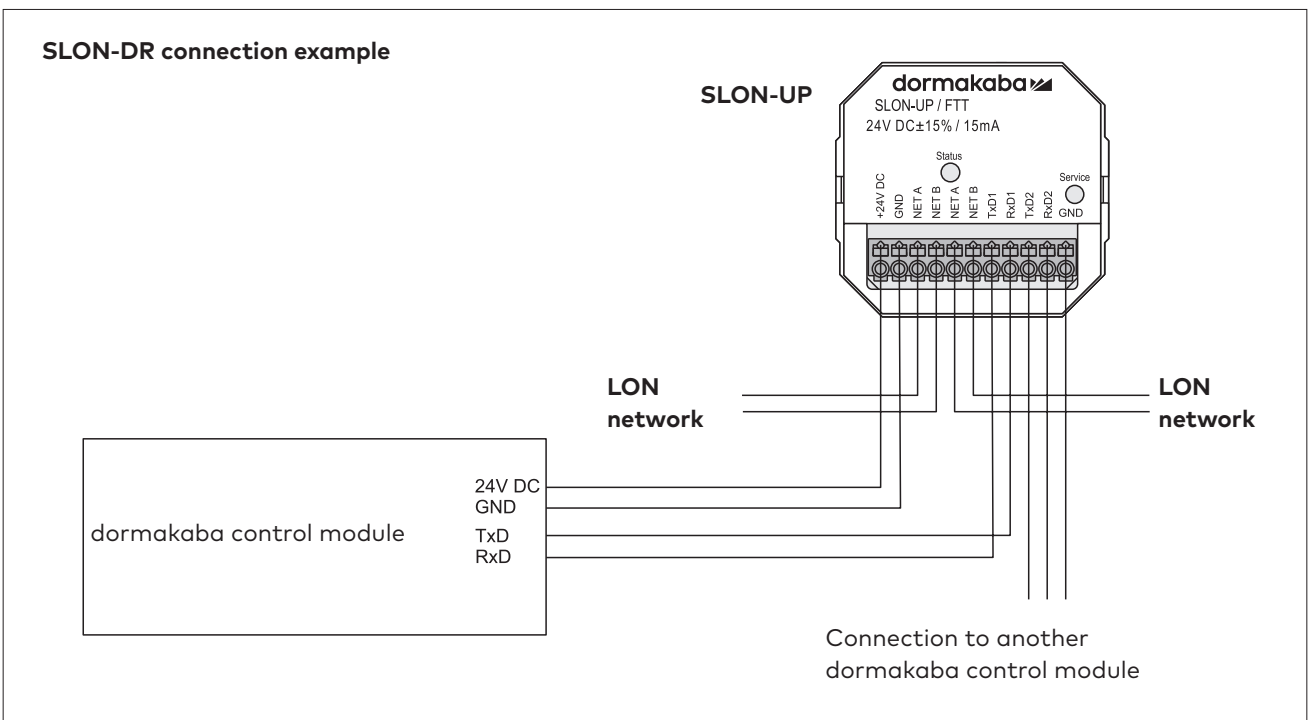 SLON-DR connection example
SLON-UP
dormakaba
SLON-UP / FTT
24V DC±15% / 15mA
Status
Service
+24V DC
GND
NET A
NET B
NET A
NET B
TxD1
RxD1
TxD2
RxD2
GND
LON
network
LON
network
dormakaba control module
24V DC
GND
TxD
RxD
Connection to another
dormakaba control module